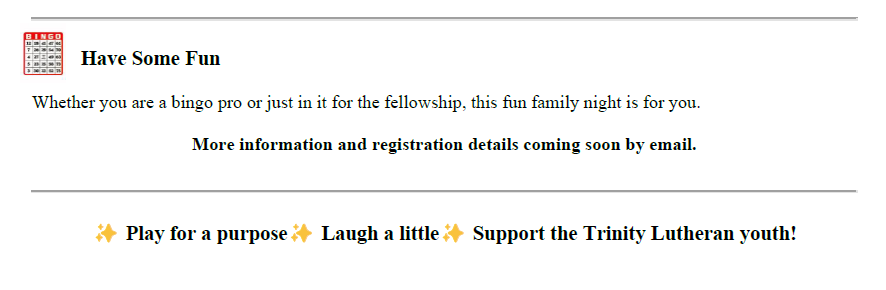 BINGO
Have Some Fun
Whether you are a bingo pro or just in it for the fellowship, this fun family night is for you.
More information and registration details coming soon by email.
✨ Play for a purpose✨ Laugh a little✨ Support the Trinity Lutheran youth!